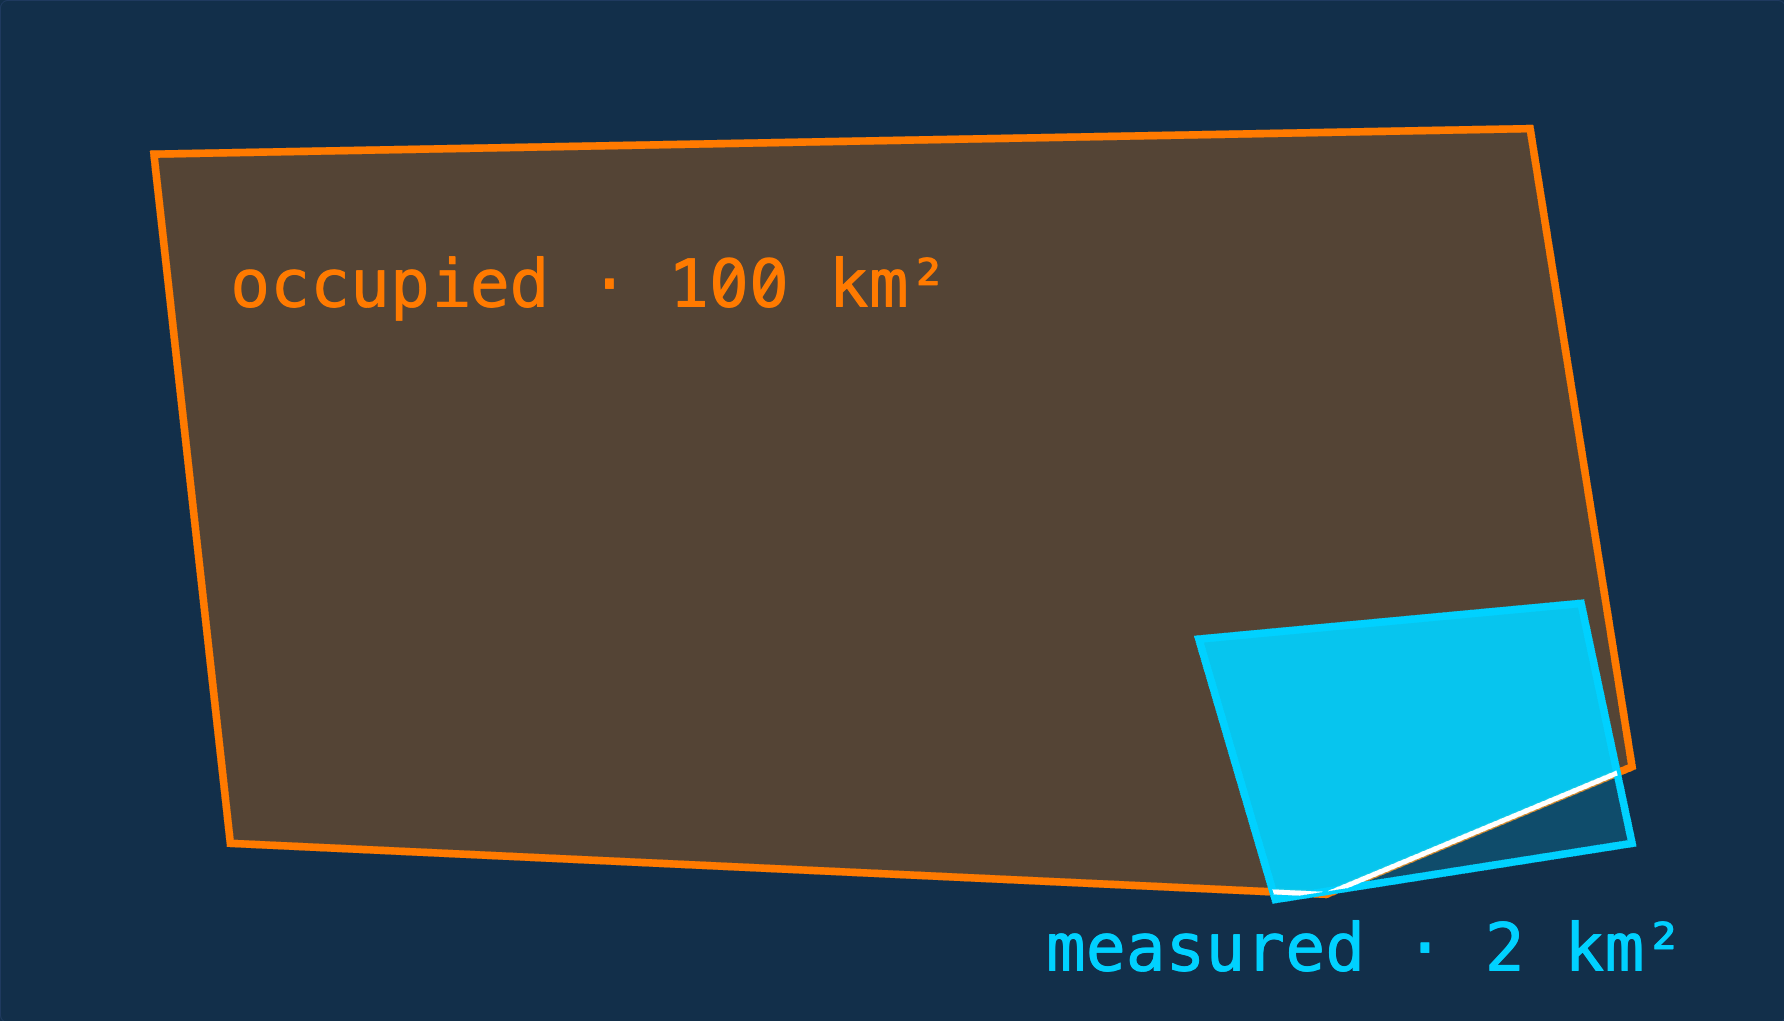 occupied · 100 km²
measured · 2 km²